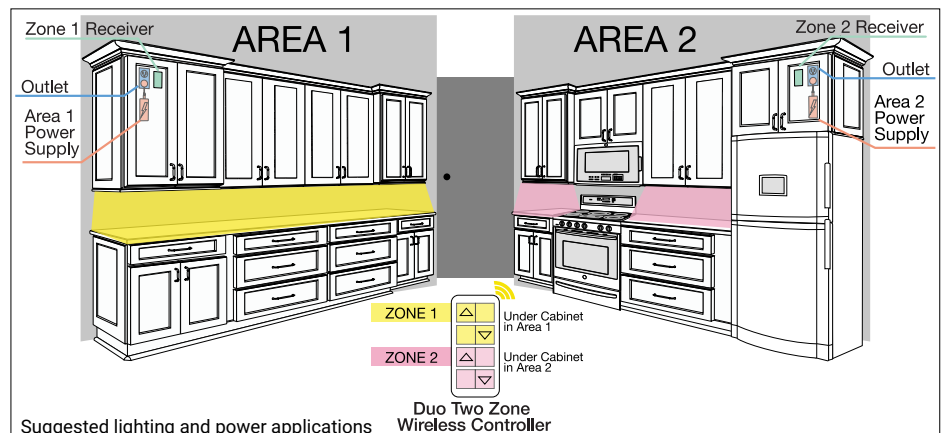 AREA 1
AREA 2
Zone 1 Receiver
Outlet
Area 1
Power
Supply
Zone 2 Receiver
Outlet
Area 2
Power
Supply
ZONE 1
Under Cabinet
in Area 1
ZONE 2
Under Cabinet
in Area 2
Duo Two Zone
Wireless Controller
Suggested lighting and power applications